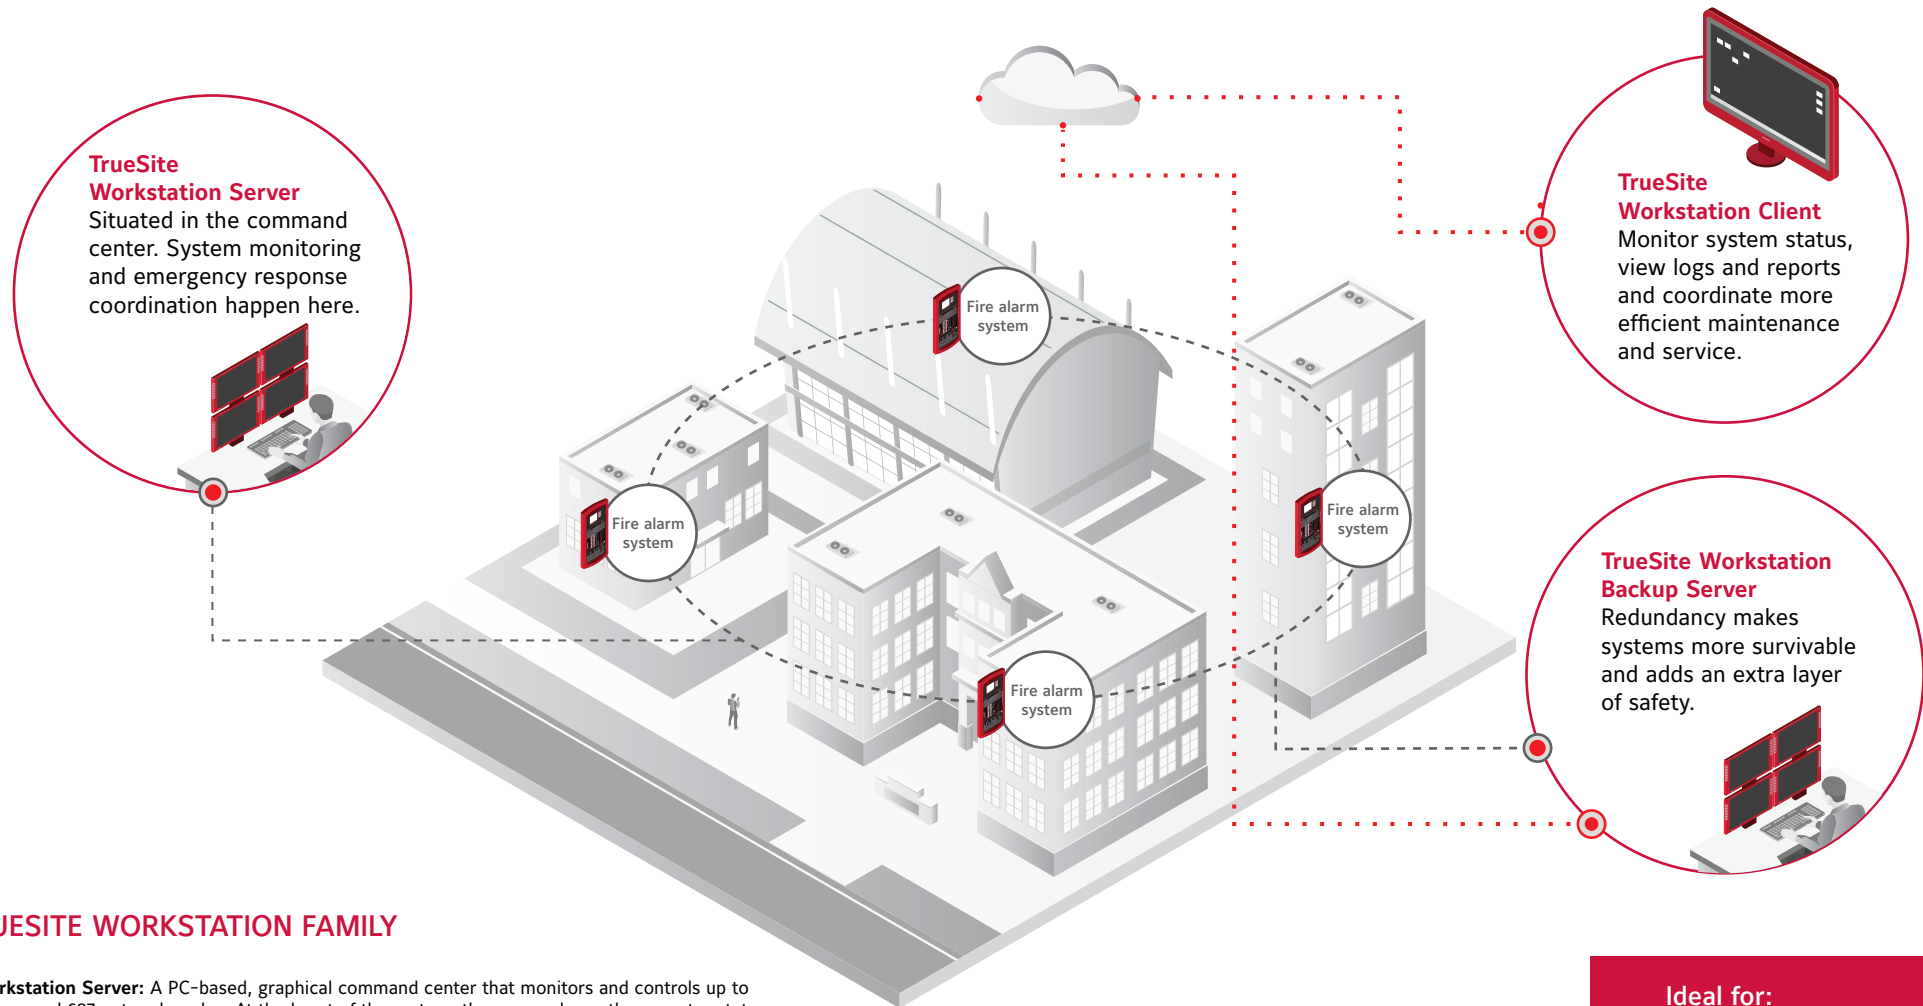 TrueSite
Workstation Server
Situated in the command
center. System monitoring
and emergency response
coordination happen here.
TrueSite
Workstation Client
Monitor system status,
view logs and reports
and coordinate more
efficient maintenance
and service.
Fire alarm
system
Fire alarm
system
Fire alarm
system
Fire alarm
system
TrueSite Workstation
Backup Server
Redundancy makes
systems more survivable
and adds an extra layer
of safety.
WORKSTATION FAMILY
Server: A PC-based, graphical command center that monitors and controls up to
Ideal for: